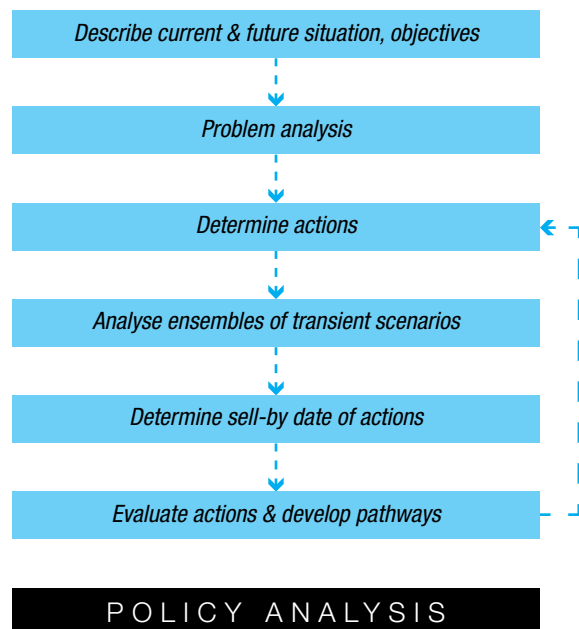 Describe current & future situation, objectives
Problem analysis
Determine actions
Analyse ensembles of transient scenarios
Determine sell-by date of actions
Evaluate actions & develop pathways
POLICY ANALYSIS